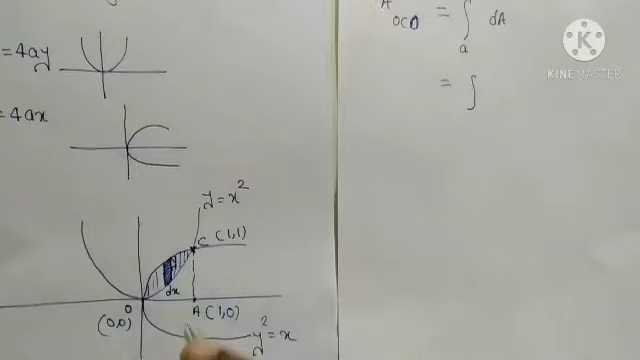 = 4ay
= 4ax
y = x²
C (1,1)
dx
O
(0,0)
A (1,0)
y² = x
A OCO = ∫ dA
a
= ∫
KINEMASTER